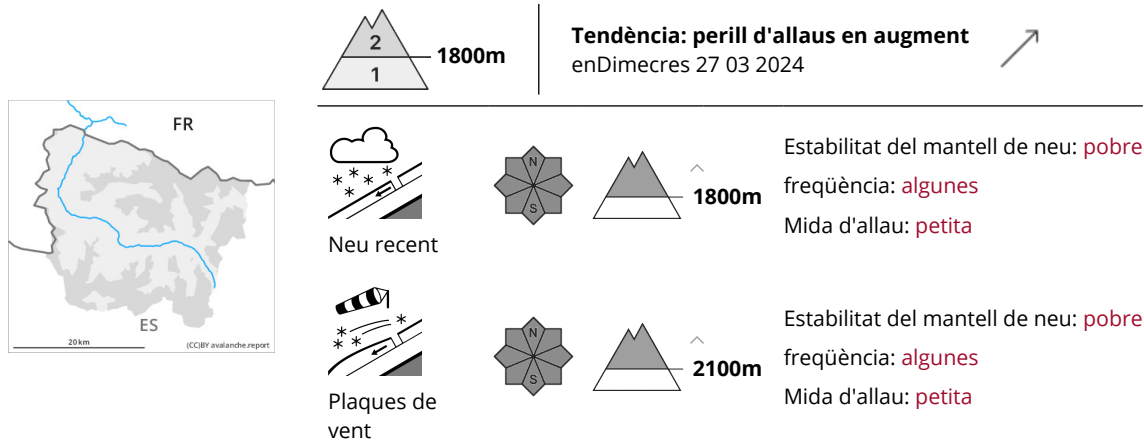 2
1800m
1
Tendència: perill d'allaus en augment
enDimecres 27 03 2024
FR
ES
20 km
(CC)BY avalanche.report
Neu recent
N
S
1800m
Estabilitat del mantell de neu: pobre
freqüència: algunes
Mida d'allau: petita
Plaques de
vent
N
S
2100m
Estabilitat del mantell de neu: pobre
freqüència: algunes
Mida d'allau: petita